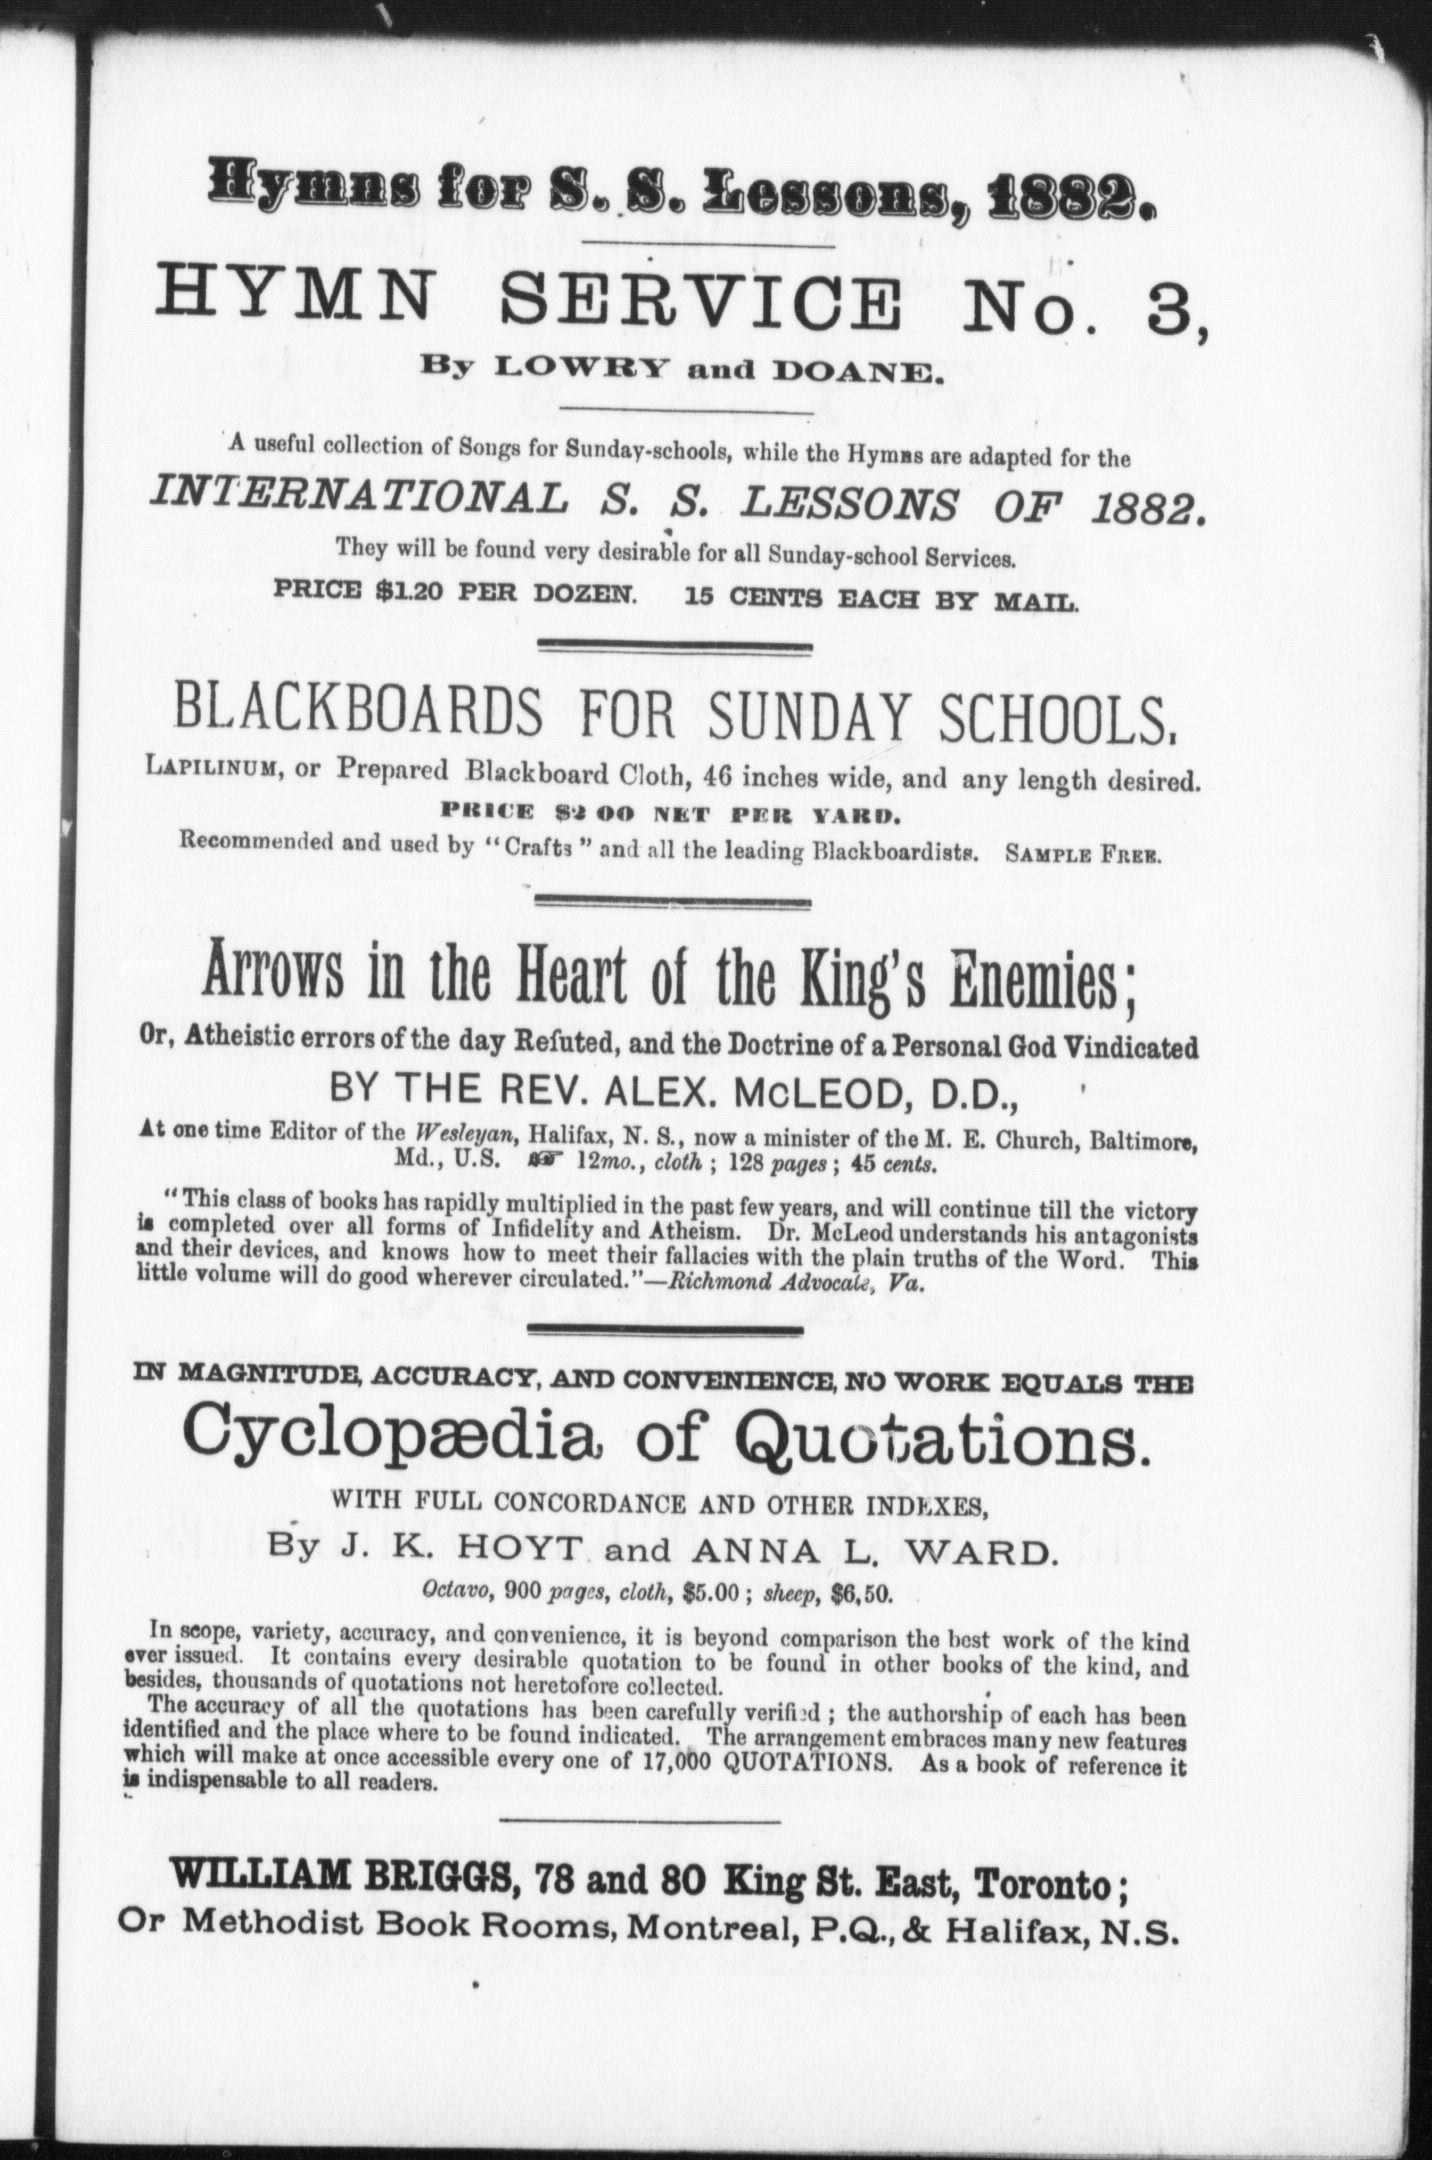 Hymns for S. S. Lessons, 1882.
HYMN SERVICE No. 3,
By LOWRY and DOANE.
A useful collection of Songs for Sunday-schools, while the Hymns are adapted for the
INTERNATIONAL S. S. LESSONS OF 1882.
They will be found very desirable for all Sunday-school Services.
PRICE $1.20 PER DOZEN. 15 CENTS EACH BY MAIL.
BLACKBOARDS FOR SUNDAY SCHOOLS.
LAPILINUM, or Prepared Blackboard Cloth, 46 inches wide, and any length desired.
PRICE $2 00 NET PER YARD.
Recommended and used by "Crafts" and all the leading Blackboardists. SAMPLE FREE.
Arrows in the Heart of the King's Enemies;
Or, Atheistic errors of the day Refuted, and the Doctrine of a Personal God Vindicated
BY THE REV. ALEX. McLEOD, D.D.,
At one time Editor of the Wesleyan, Halifax, N. S., now a minister of the M. E. Church, Baltimore,
Md., U.S. ☞ 12mo., cloth; 128 pages; 45 cents.
"This class of books has rapidly multiplied in the past few years, and will continue till the victory
is completed over all forms of Infidelity and Atheism. Dr. McLeod understands his antagonists
and their devices, and knows how to meet their fallacies with the plain truths of the Word. This
little volume will do good wherever circulated."—Richmond Advocate, Va.
IN MAGNITUDE, ACCURACY, AND CONVENIENCE, NO WORK EQUALS THE
Cyclopædia of Quotations.
WITH FULL CONCORDANCE AND OTHER INDEXES,
By J. K. HOYT and ANNA L. WARD.
Octavo, 900 pages, cloth, $5.00; sheep, $6,50.
In scope, variety, accuracy, and convenience, it is beyond comparison the best work of the kind
ever issued. It contains every desirable quotation to be found in other books of the kind, and
besides, thousands of quotations not heretofore collected.
The accuracy of all the quotations has been carefully verified; the authorship of each has been
identified and the place where to be found indicated. The arrangement embraces many new features
which will make at once accessible every one of 17,000 QUOTATIONS. As a book of reference it
is indispensable to all readers.
WILLIAM BRIGGS, 78 and 80 King St. East, Toronto;
Or Methodist Book Rooms, Montreal, P.Q., & Halifax, N.S.